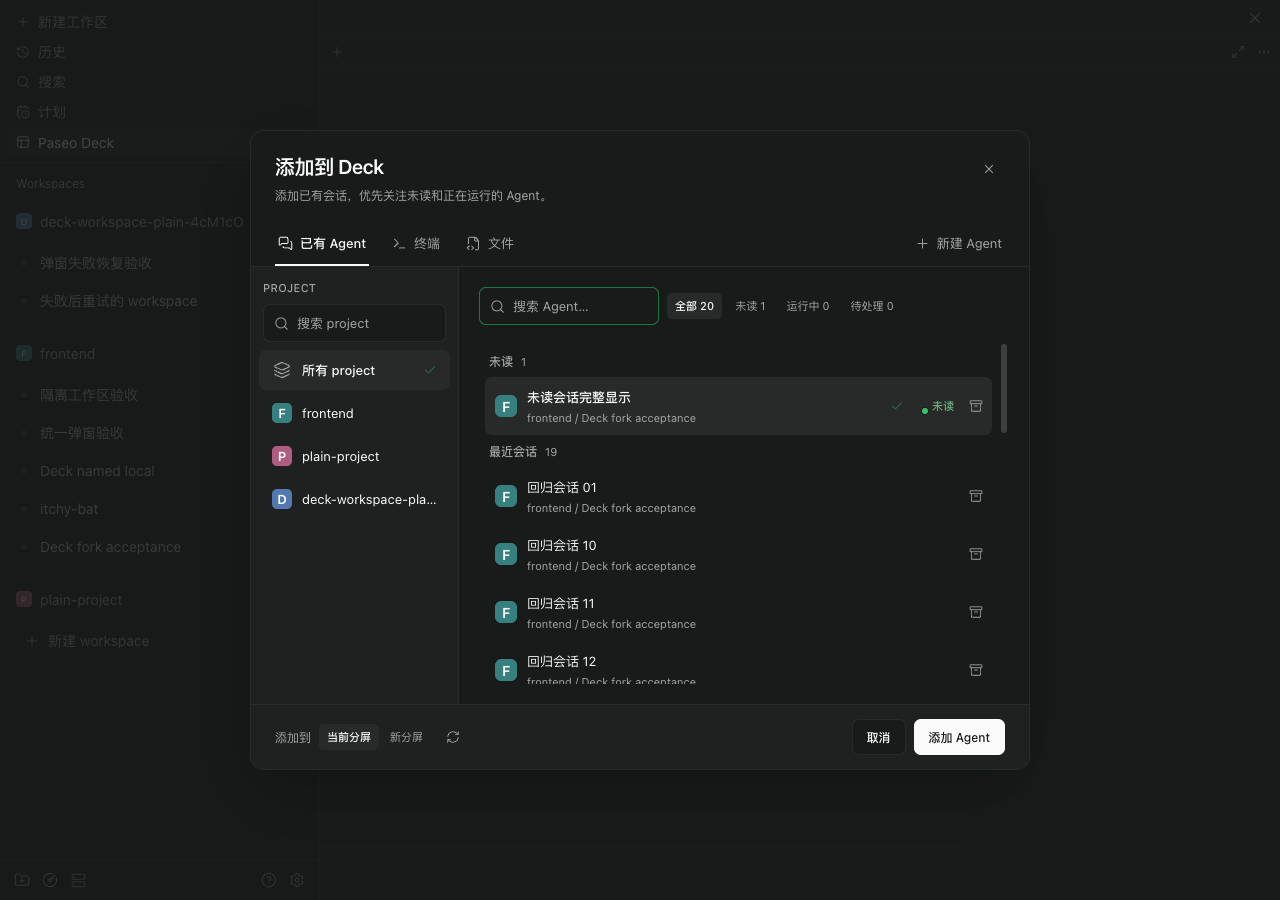 新建工作区
历史
搜索
计划
Paseo Deck
Workspaces
D deck-workspace-plain-4cM1cO
弹窗失败恢复验收
失败后重试的 workspace
F frontend
隔离工作区验收
统一弹窗验收
Deck named local
itchy-bat
Deck fork acceptance
P plain-project
新建 workspace
添加到 Deck
添加已有会话，优先关注未读和正在运行的 Agent。
已有 Agent 终端 文件 新建 Agent
PROJECT
搜索 project
所有 project
F frontend
P plain-project
D deck-workspace-pla...
搜索 Agent... 全部 20 未读 1 运行中 0 待处理 0
未读 1
F 未读会话完整显示
frontend / Deck fork acceptance
未读
最近会话 19
F 回归会话 01
frontend / Deck fork acceptance
F 回归会话 10
frontend / Deck fork acceptance
F 回归会话 11
frontend / Deck fork acceptance
F 回归会话 12
frontend / Deck fork acceptance
添加到 当前分屏 新分屏 取消 添加 Agent